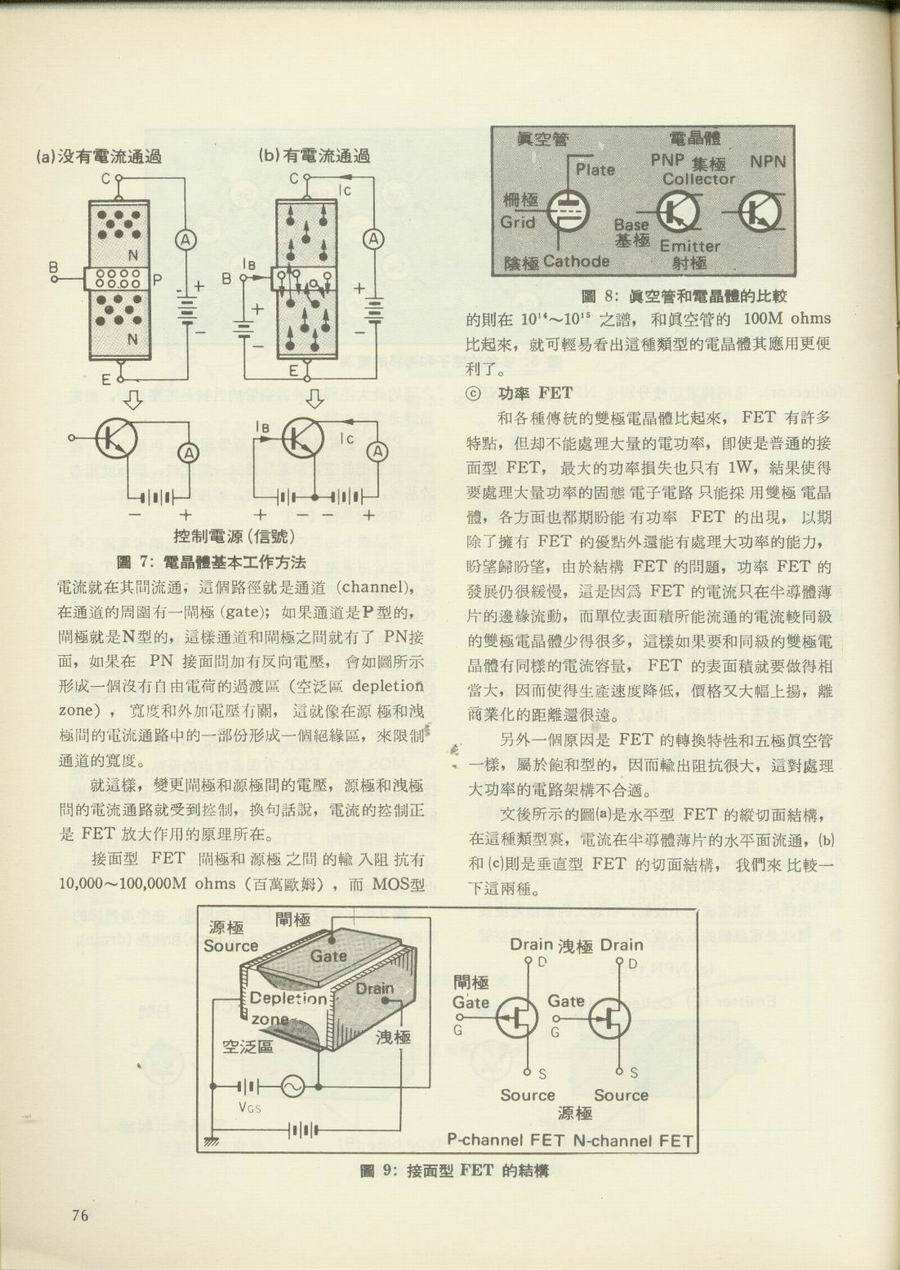 (a)没有電流通過
(b)有電流通過
C
N
B
P
N
E
A
+
−
C
IC
IB
B
+
−
E
A
+
−
A
− +
IB
IC
A
+ − − +
控制電源(信號)
圖 7: 電晶體基本工作方法
電流就在其間流通, 這個路徑就是通道 (channel),
在通道的周圍有一閘極 (gate); 如果通道是P型的,
閘極就是N型的, 這樣通道和閘極之間就有了 PN接
面, 如果在 PN 接面間加有反向電壓, 會如圖所示
形成一個沒有自由電荷的過渡區 (空泛區 depletion
zone) , 寬度和外加電壓有關, 這就像在源極和洩
極間的電流通路中的一部份形成一個絕緣區, 來限制
通道的寬度。
就這樣, 變更閘極和源極間的電壓, 源極和洩極
間的電流通路就受到控制, 換句話說, 電流的控制正
是 FET 放大作用的原理所在。
接面型 FET 閘極和源極之間的輸入阻抗有
10,000~100,000M ohms (百萬歐姆) , 而 MOS型
眞空管
電晶體
Plate
柵極
Grid
陰極 Cathode
PNP 集極
Collector
NPN
Base
基極
Emitter
射極
圖 8: 眞空管和電晶體的比較
的則在 10¹⁴~10¹⁵ 之譜, 和眞空管的 100M ohms
比起來, 就可輕易看出這種類型的電晶體其應用更便
利了。
ⓒ 功率 FET
和各種傳統的雙極電晶體比起來, FET 有許多
特點, 但却不能處理大量的電功率, 卽使是普通的接
面型 FET, 最大的功率損失也只有 1W, 結果使得
要處理大量功率的固態電子電路只能採用雙極電晶
體, 各方面也都期盼能有功率 FET 的出現, 以期
除了擁有 FET 的優點外還能有處理大功率的能力,
盼望歸盼望, 由於結構 FET 的問題, 功率 FET 的
發展仍很緩慢, 這是因爲 FET 的電流只在半導體薄
片的邊緣流動, 而單位表面積所能流通的電流較同級
的雙極電晶體少得很多, 這樣如果要和同級的雙極電
晶體有同樣的電流容量, FET 的表面積就要做得相
當大, 因而使得生產速度降低, 價格又大幅上揚, 離
商業化的距離還很遠。
另外一個原因是 FET 的轉換特性和五極眞空管
一樣, 屬於飽和型的, 因而輸出阻抗很大, 這對處理
大功率的電路架構不合適。
文後所示的圖(a)是水平型 FET 的縱切面結構,
在這種類型裏, 電流在半導體薄片的水平面流通, (b)
和(c)則是垂直型 FET 的切面結構, 我們來比較一
下這兩種。
源極
Source
閘極
Gate
Depletion
zone
空泛區
Drain
洩極
VGS
Drain 洩極 Drain
D
D
閘極
Gate
G
Gate
G
S
S
Source
Source
源極
P-channel FET N-channel FET
圖 9: 接面型 FET 的結構
76